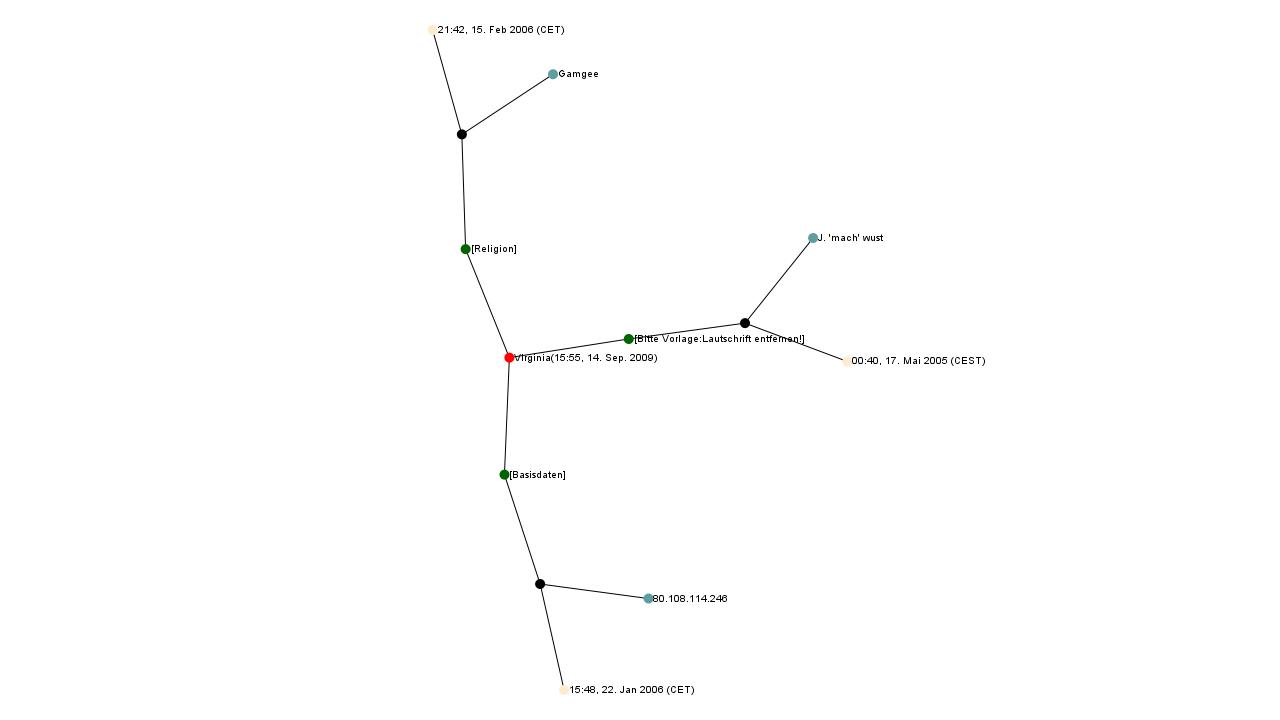 21:42, 15. Feb 2006 (CET)
Gamgee
J. 'mach' wust
[Religion]
[Bitte Vorlage:Lautschrift entfernen!]
Virginia(15:55, 14. Sep. 2009)
00:40, 17. Mai 2005 (CEST)
[Basisdaten]
80.108.114.246
15:48, 22. Jan 2006 (CET)